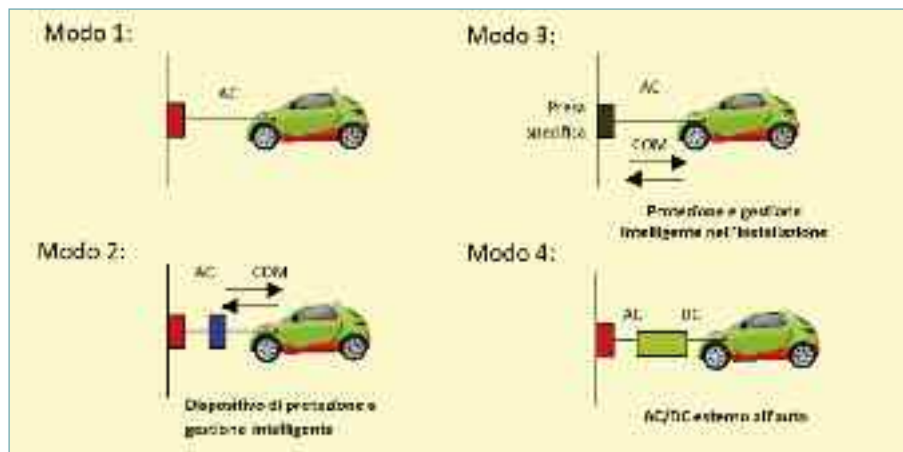 Modo 1:
AC
Modo 3:
AC
Presa
specifica
COM
Protezione e gestione
intelligente nell'installazione
Modo 2:
AC COM
Dispositivo di protezione e
gestione intelligente
Modo 4:
AC DC
AC/DC esterno all'auto